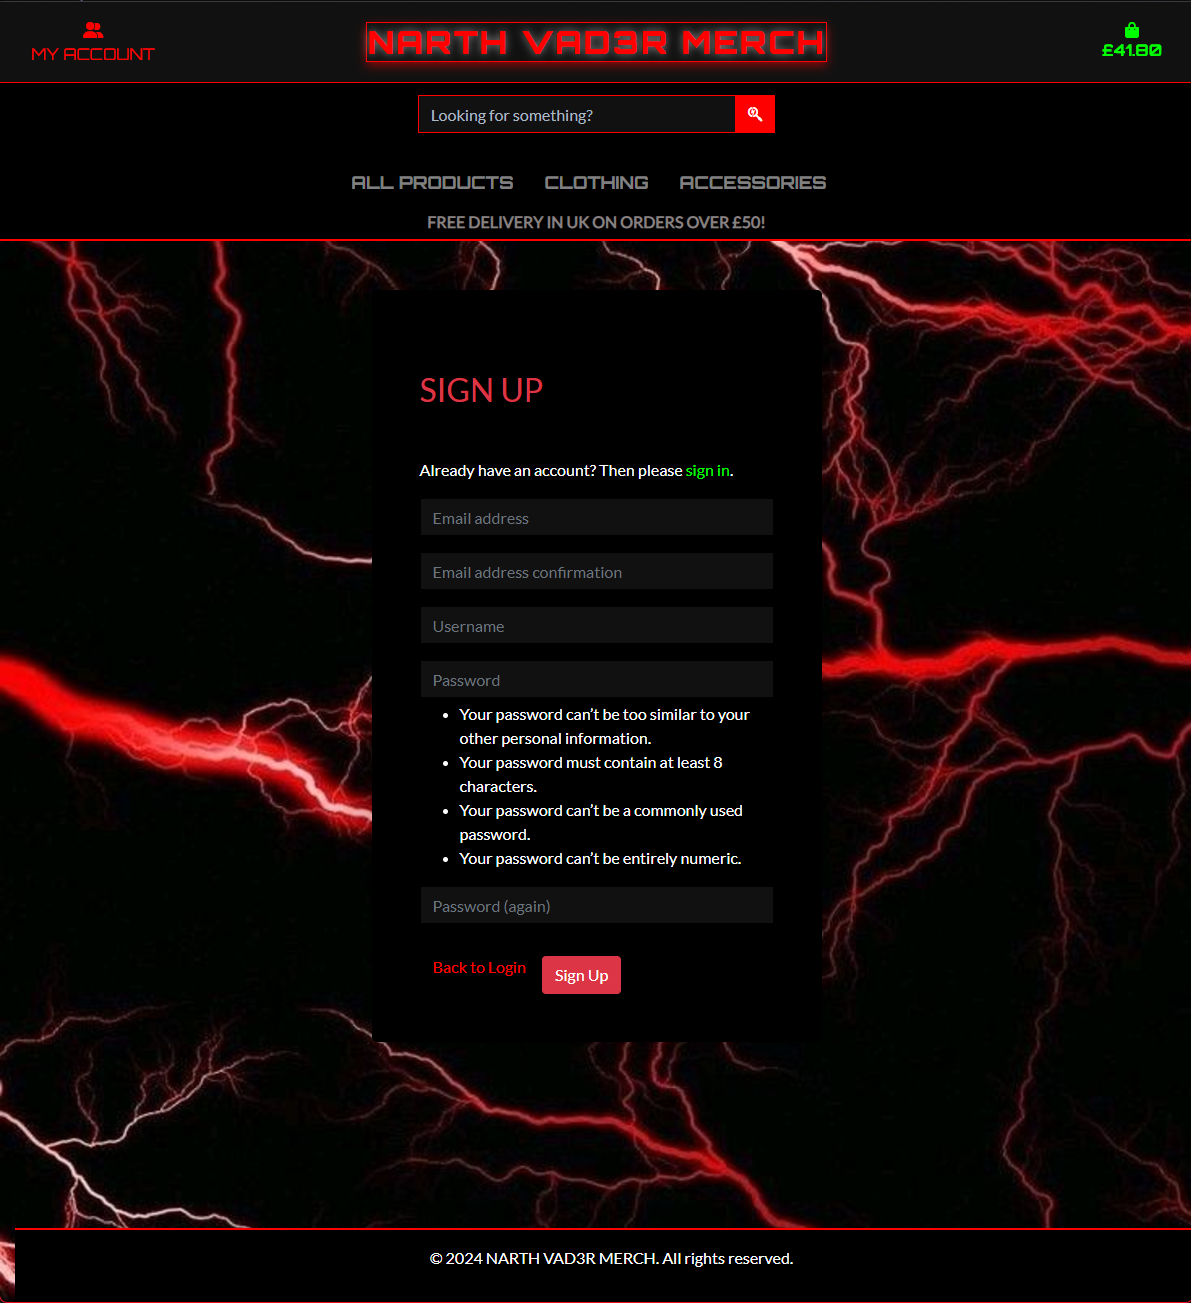 MY ACCOUNT
NARTH VAD3R MERCH
£41.80
Looking for something?
ALL PRODUCTS CLOTHING ACCESSORIES
FREE DELIVERY IN UK ON ORDERS OVER £50!
SIGN UP
Already have an account? Then please sign in.
Email address
Email address confirmation
Username
Password
• Your password can’t be too similar to your
other personal information.
• Your password must contain at least 8
characters.
• Your password can’t be a commonly used
password.
• Your password can’t be entirely numeric.
Password (again)
Back to Login Sign Up
© 2024 NARTH VAD3R MERCH. All rights reserved.